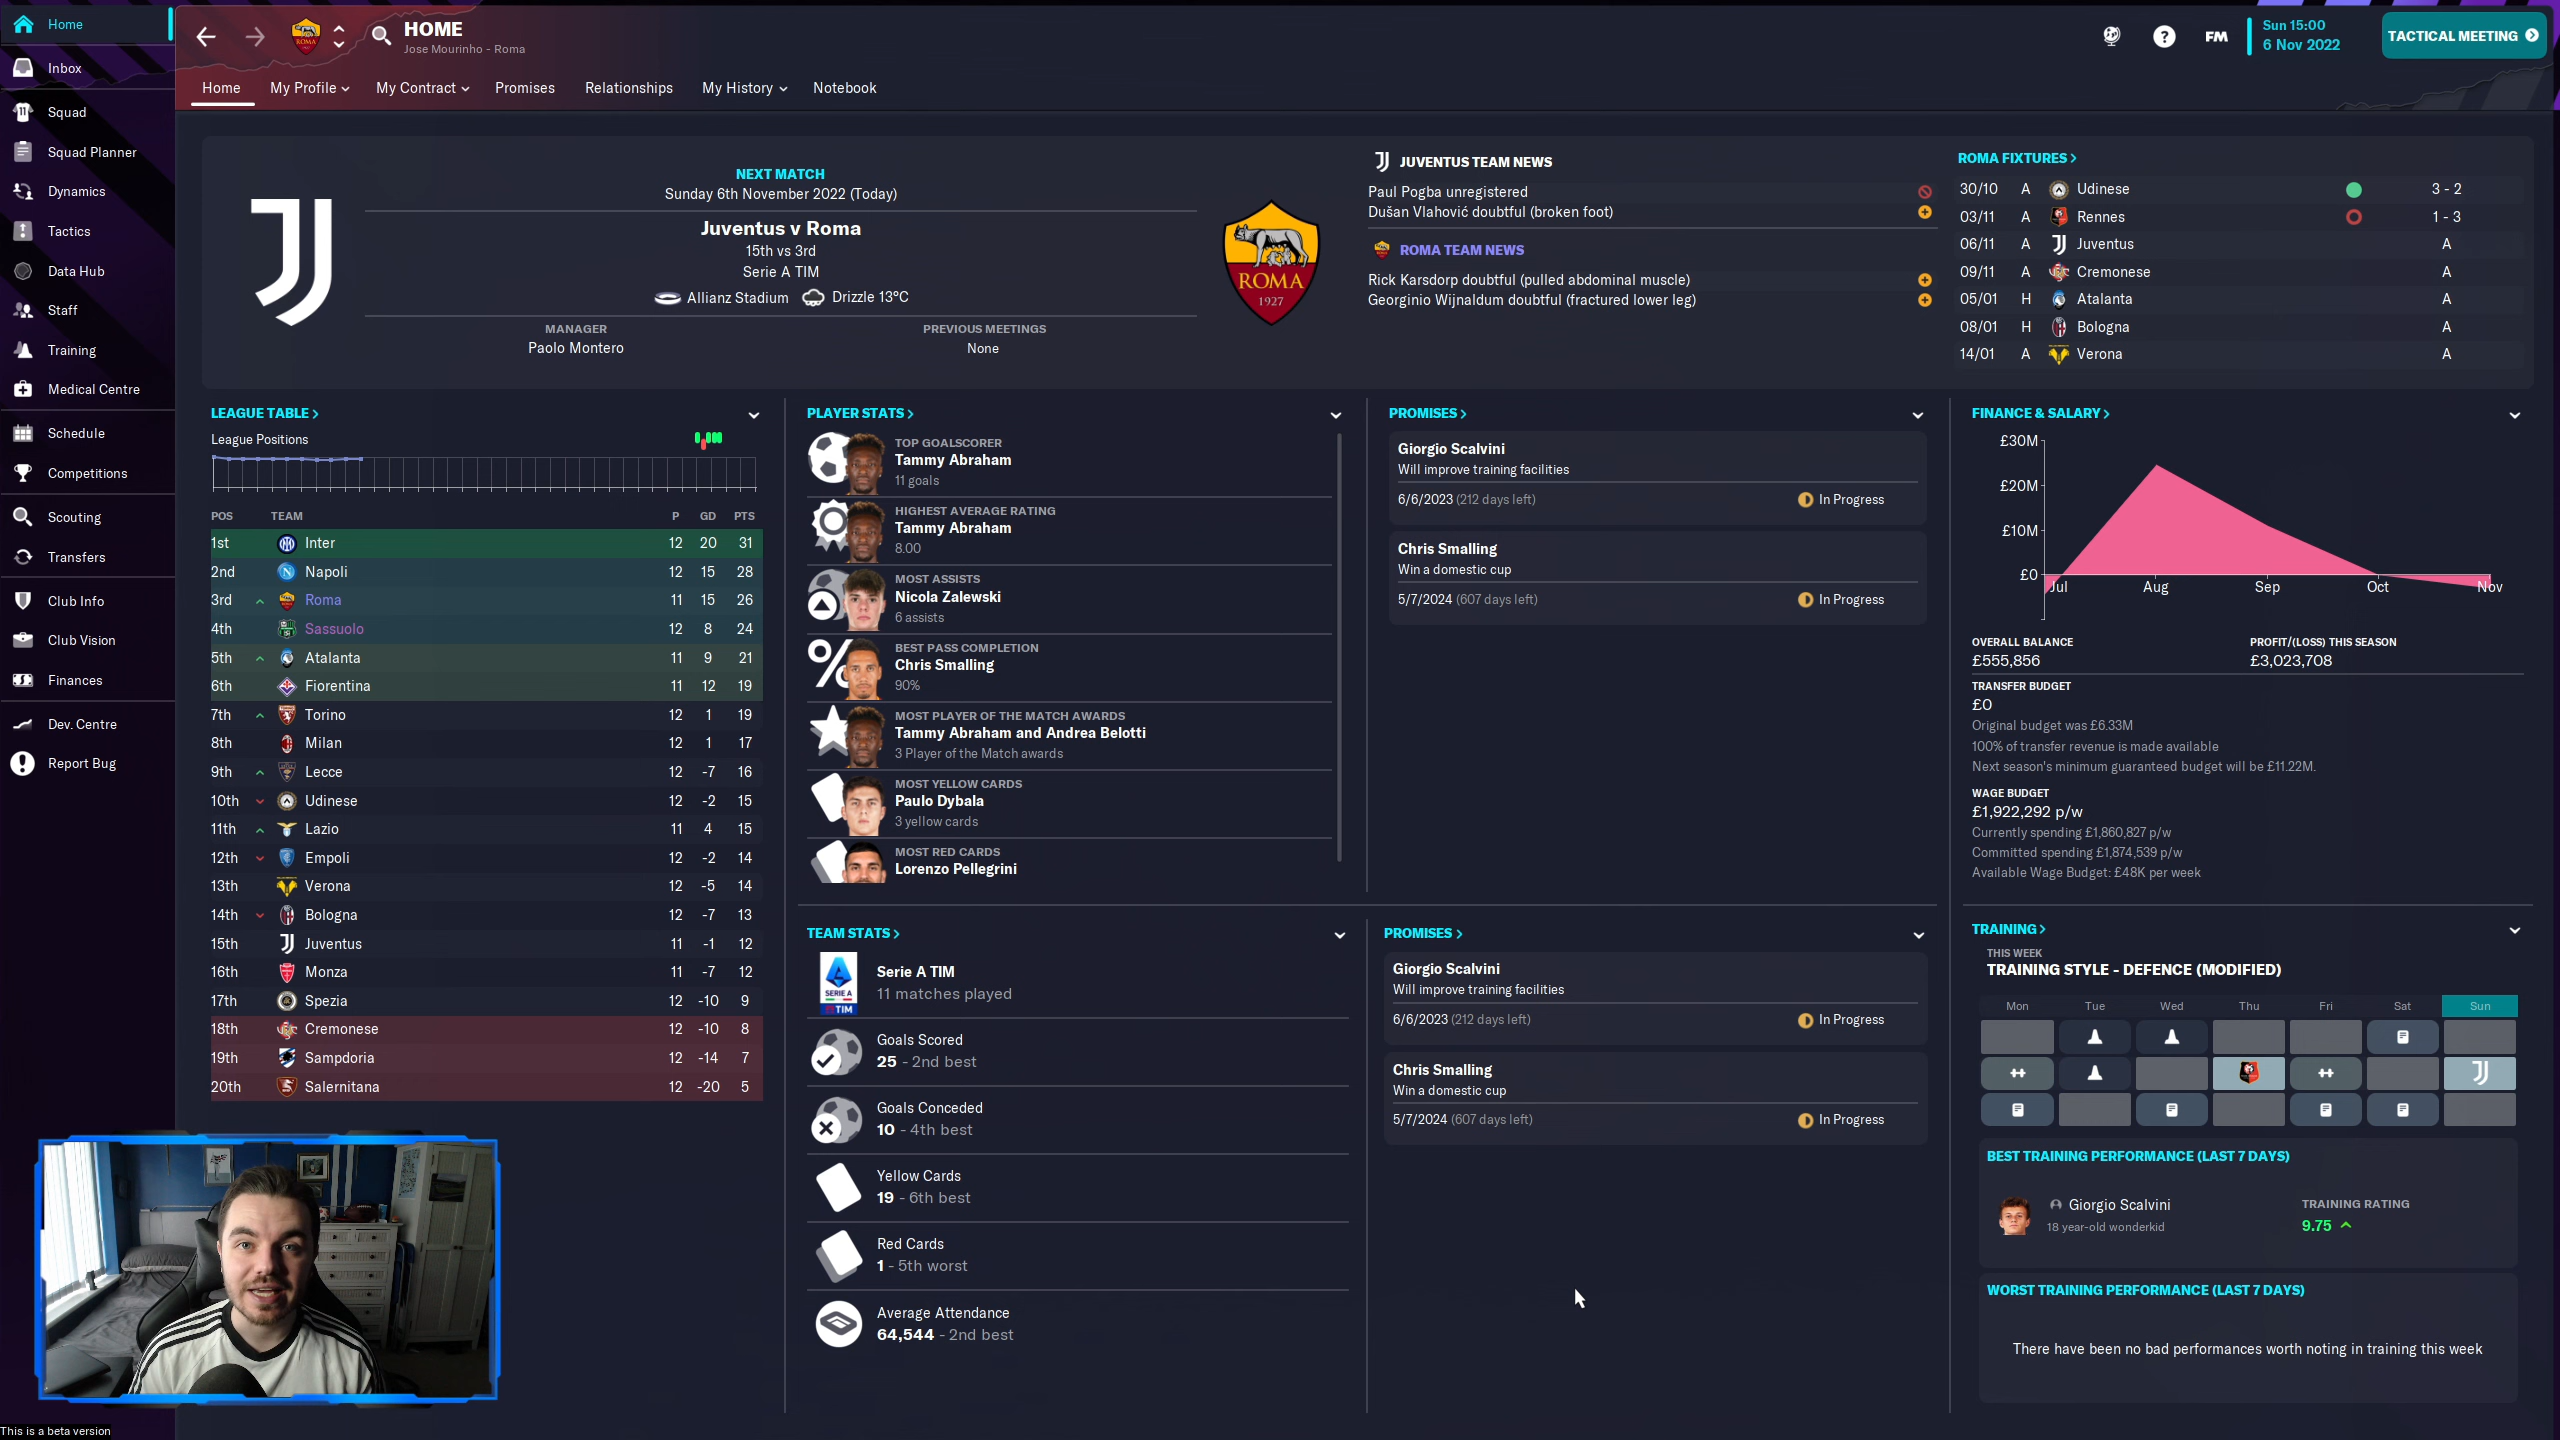 Home
Inbox
Squad
Squad Planner
Dynamics
Tactics
Data Hub
Staff
Training
Medical Centre
Schedule
Competitions
Scouting
Transfers
Club Info
Club Vision
Finances
Dev. Centre
Report Bug
HOME
Jose Mourinho - Roma
FM
Sun 15:00
6 Nov 2022
TACTICAL MEETING
Home My Profile My Contract Promises Relationships My History Notebook
NEXT MATCH
Sunday 6th November 2022 (Today)
Juventus v Roma
15th vs 3rd
Serie A TIM
Allianz Stadium Drizzle 13°C
MANAGER
Paolo Montero
PREVIOUS MEETINGS
None
ROMA
1927
JUVENTUS TEAM NEWS
Paul Pogba unregistered
Dušan Vlahović doubtful (broken foot)
ROMA TEAM NEWS
Rick Karsdorp doubtful (pulled abdominal muscle)
Georginio Wijnaldum doubtful (fractured lower leg)
ROMA FIXTURES
30/10 A Udinese 3 - 2
03/11 A Rennes 1 - 3
06/11 A Juventus A
09/11 A Cremonese A
05/01 H Atalanta A
08/01 H Bologna A
14/01 A Verona A
LEAGUE TABLE
League Positions
POS TEAM P GD PTS
1st Inter 12 20 31
2nd Napoli 12 15 28
3rd Roma 11 15 26
4th Sassuolo 12 8 24
5th Atalanta 11 9 21
6th Fiorentina 11 12 19
7th Torino 12 1 19
8th Milan 12 1 17
9th Lecce 12 -7 16
10th Udinese 12 -2 15
11th Lazio 11 4 15
12th Empoli 12 -2 14
13th Verona 12 -5 14
14th Bologna 12 -7 13
15th Juventus 11 -1 12
16th Monza 11 -7 12
17th Spezia 12 -10 9
18th Cremonese 12 -10 8
19th Sampdoria 12 -14 7
20th Salernitana 12 -20 5
PLAYER STATS
TOP GOALSCORER
Tammy Abraham
11 goals
HIGHEST AVERAGE RATING
Tammy Abraham
8.00
MOST ASSISTS
Nicola Zalewski
6 assists
BEST PASS COMPLETION
Chris Smalling
90%
MOST PLAYER OF THE MATCH AWARDS
Tammy Abraham and Andrea Belotti
3 Player of the Match awards
MOST YELLOW CARDS
Paulo Dybala
3 yellow cards
MOST RED CARDS
Lorenzo Pellegrini
PROMISES
Giorgio Scalvini
Will improve training facilities
6/6/2023 (212 days left) In Progress
Chris Smalling
Win a domestic cup
5/7/2024 (607 days left) In Progress
FINANCE & SALARY
£30M
£20M
£10M
£0
Jul Aug Sep Oct Nov
OVERALL BALANCE
£555,856
PROFIT/(LOSS) THIS SEASON
£3,023,708
TRANSFER BUDGET
£0
Original budget was £6.33M
100% of transfer revenue is made available
Next season's minimum guaranteed budget will be £11.22M.
WAGE BUDGET
£1,922,292 p/w
Currently spending £1,860,827 p/w
Committed spending £1,874,539 p/w
Available Wage Budget: £48K per week
TEAM STATS
SERIE A
TIM
Serie A TIM
11 matches played
Goals Scored
25 - 2nd best
Goals Conceded
10 - 4th best
Yellow Cards
19 - 6th best
Red Cards
1 - 5th worst
Average Attendance
64,544 - 2nd best
PROMISES
Giorgio Scalvini
Will improve training facilities
6/6/2023 (212 days left) In Progress
Chris Smalling
Win a domestic cup
5/7/2024 (607 days left) In Progress
TRAINING
THIS WEEK
TRAINING STYLE - DEFENCE (MODIFIED)
Mon Tue Wed Thu Fri Sat Sun
BEST TRAINING PERFORMANCE (LAST 7 DAYS)
Giorgio Scalvini
18 year-old wonderkid
TRAINING RATING
9.75
WORST TRAINING PERFORMANCE (LAST 7 DAYS)
There have been no bad performances worth noting in training this week
This is a beta version